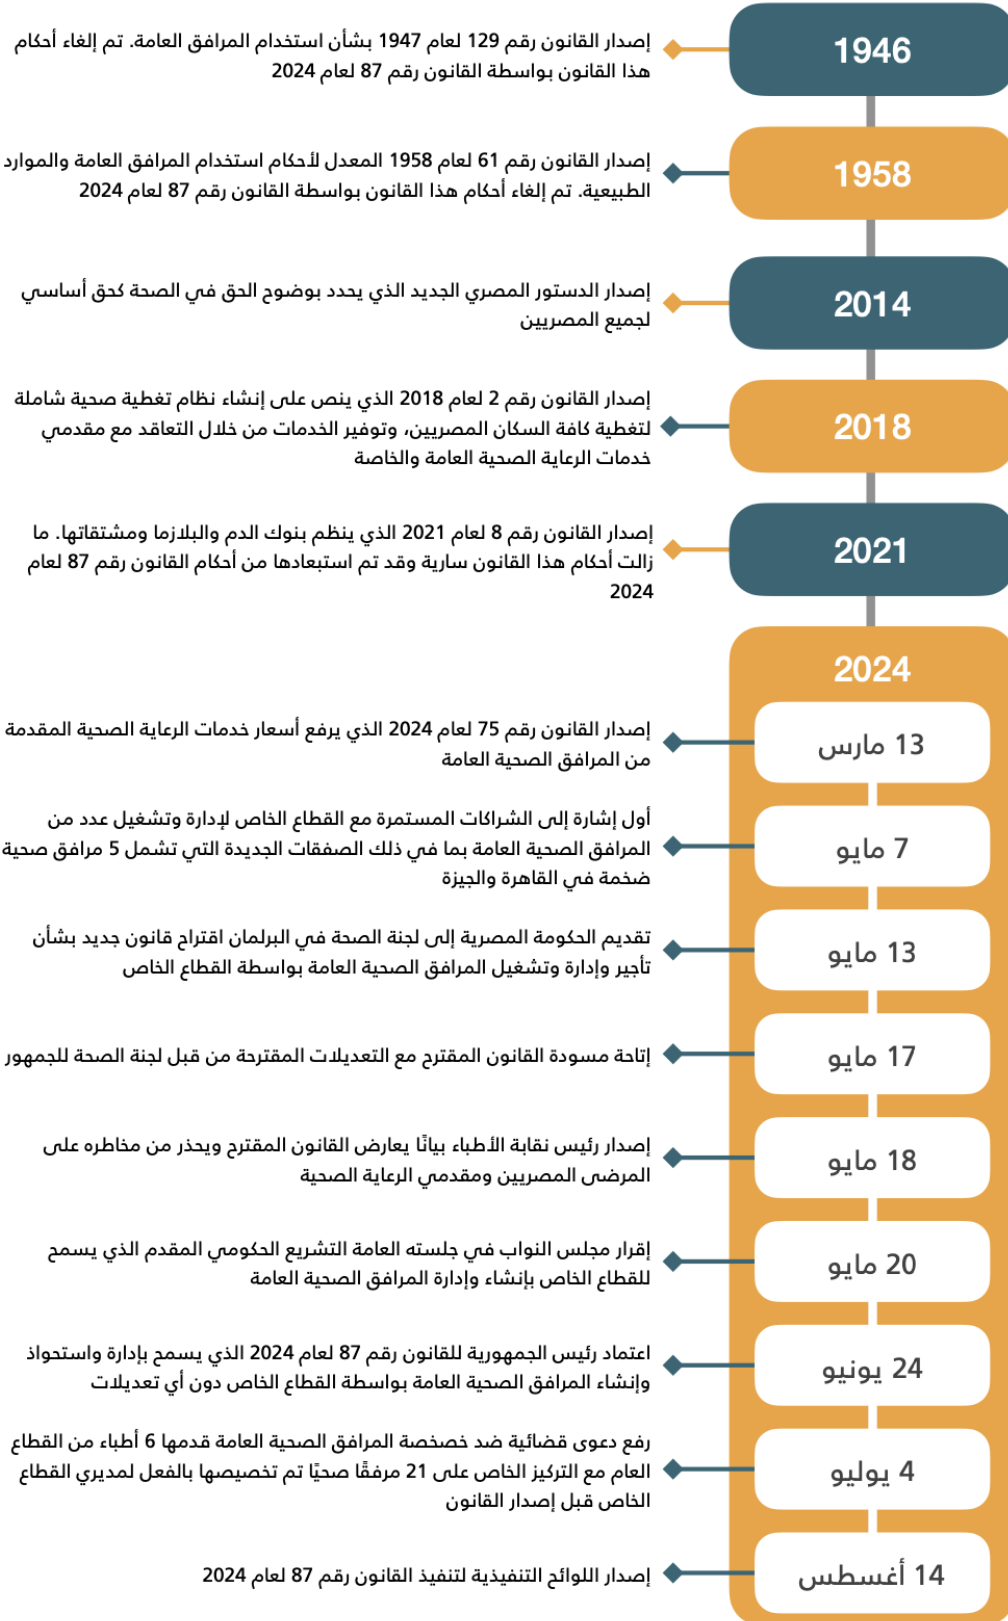 1946
إصدار القانون رقم 129 لعام 1947 بشأن استخدام المرافق العامة. تم إلغاء أحكام
هذا القانون بواسطة القانون رقم 87 لعام 2024
1958
إصدار القانون رقم 61 لعام 1958 المعدل لأحكام استخدام المرافق العامة والموارد
الطبيعية. تم إلغاء أحكام هذا القانون بواسطة القانون رقم 87 لعام 2024
2014
إصدار الدستور المصري الجديد الذي يحدد بوضوح الحق في الصحة كحق أساسي
لجميع المصريين
2018
إصدار القانون رقم 2 لعام 2018 الذي ينص على إنشاء نظام تغطية صحية شاملة
لتغطية كافة السكان المصريين، وتوفير الخدمات من خلال التعاقد مع مقدمي
خدمات الرعاية الصحية العامة والخاصة
2021
إصدار القانون رقم 8 لعام 2021 الذي ينظم بنوك الدم والبلازما ومشتقاتها. ما
زالت أحكام هذا القانون سارية وقد تم استبعادها من أحكام القانون رقم 87 لعام
2024
2024
13 مارس
إصدار القانون رقم 75 لعام 2024 الذي يرفع أسعار خدمات الرعاية الصحية المقدمة
من المرافق الصحية العامة
7 مايو
أول إشارة إلى الشراكات المستمرة مع القطاع الخاص لإدارة وتشغيل عدد من
المرافق الصحية العامة بما في ذلك الصفقات الجديدة التي تشمل 5 مرافق صحية
ضخمة في القاهرة والجيزة
13 مايو
تقديم الحكومة المصرية إلى لجنة الصحة في البرلمان اقتراح قانون جديد بشأن
تأجير وإدارة وتشغيل المرافق الصحية العامة بواسطة القطاع الخاص
17 مايو
إتاحة مسودة القانون المقترح مع التعديلات المقترحة من قبل لجنة الصحة للجمهور
18 مايو
إصدار رئيس نقابة الأطباء بيانًا يعارض القانون المقترح ويحذر من مخاطره على
المرضى المصريين ومقدمي الرعاية الصحية
20 مايو
إقرار مجلس النواب في جلسته العامة التشريع الحكومي المقدم الذي يسمح
للقطاع الخاص بإنشاء وإدارة المرافق الصحية العامة
24 يونيو
اعتماد رئيس الجمهورية للقانون رقم 87 لعام 2024 الذي يسمح بإدارة واستحواذ
وإنشاء المرافق الصحية العامة بواسطة القطاع الخاص دون أي تعديلات
4 يوليو
رفع دعوى قضائية ضد خصخصة المرافق الصحية العامة قدمها 6 أطباء من القطاع
العام مع التركيز الخاص على 21 مرفقًا صحيًا تم تخصيصها بالفعل لمديري القطاع
الخاص قبل إصدار القانون
14 أغسطس
إصدار اللوائح التنفيذية لتنفيذ القانون رقم 87 لعام 2024